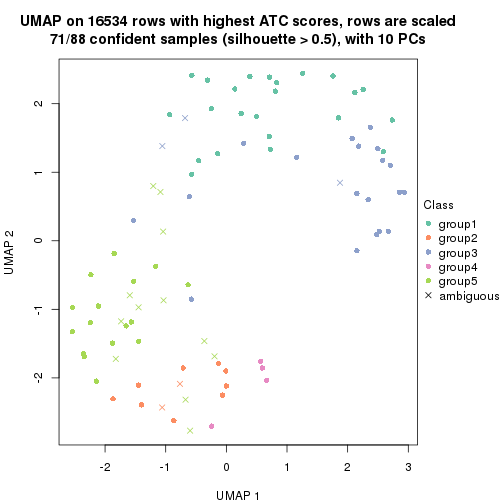 UMAP on 16534 rows with highest ATC scores, rows are scaled
71/88 confident samples (silhouette > 0.5), with 10 PCs
2
1
0
-1
-2
UMAP 2
-2 -1 0 1 2 3
UMAP 1
Class
group1
group2
group3
group4
group5
ambiguous